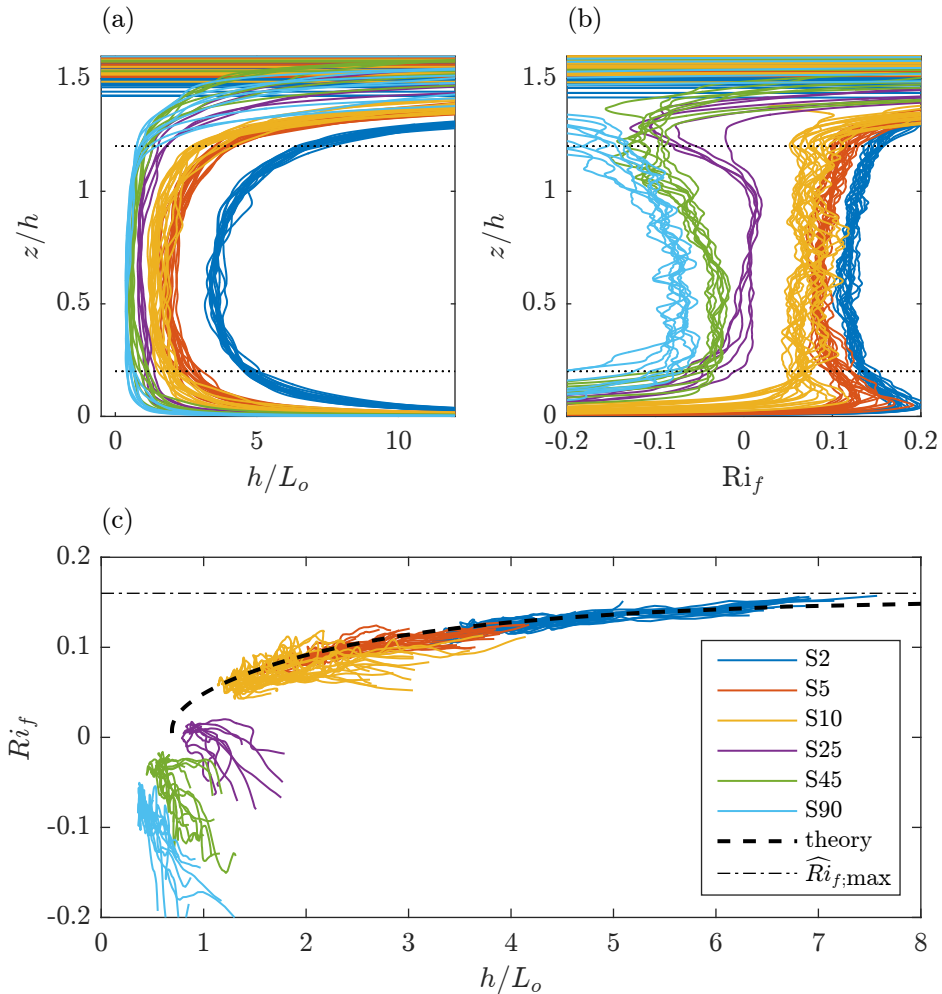 (a)
(b)
1.5
1
0.5
0
z/h
0
5
10
h/L_o
1.5
1
0.5
0
z/h
-0.2
-0.1
0
0.1
0.2
Ri_f
(c)
0.2
0.1
0
-0.1
-0.2
Ri_f
S2
S5
S10
S25
S45
S90
theory
\widehat{Ri}_{f;max}
0
1
2
3
4
5
6
7
8
h/L_o